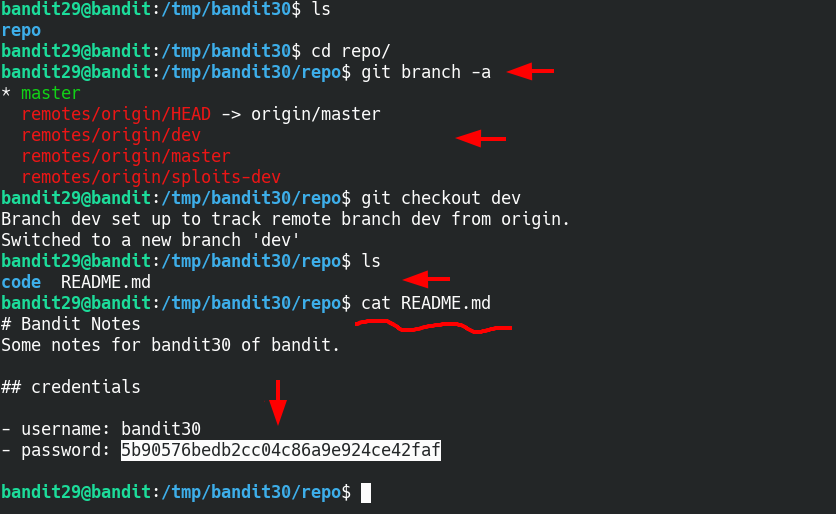 bandit29@bandit:/tmp/bandit30$ ls
repo
bandit29@bandit:/tmp/bandit30$ cd repo/
bandit29@bandit:/tmp/bandit30/repo$ git branch -a
* master
  remotes/origin/HEAD -> origin/master
  remotes/origin/dev
  remotes/origin/master
  remotes/origin/sploits-dev
bandit29@bandit:/tmp/bandit30/repo$ git checkout dev
Branch dev set up to track remote branch dev from origin.
Switched to a new branch 'dev'
bandit29@bandit:/tmp/bandit30/repo$ ls
code  README.md
bandit29@bandit:/tmp/bandit30/repo$ cat README.md
# Bandit Notes
Some notes for bandit30 of bandit.
## credentials
- username: bandit30
- password: 5b90576bedb2cc04c86a9e924ce42faf
bandit29@bandit:/tmp/bandit30/repo$